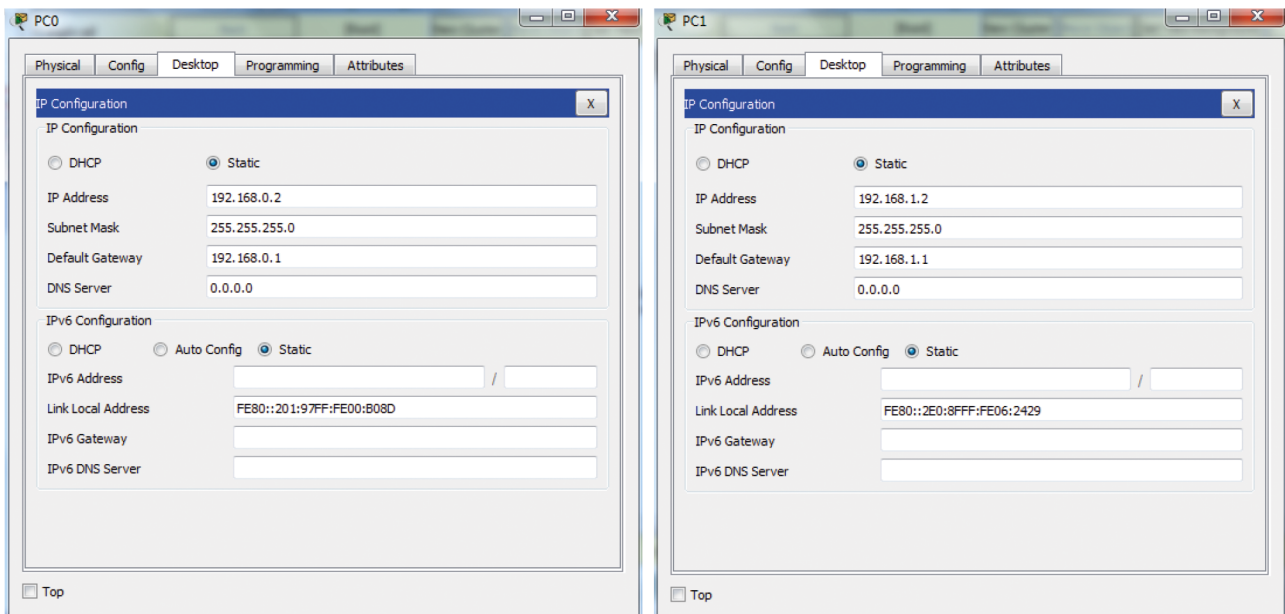 PC0
Physical Config Desktop Programming Attributes
IP Configuration X
IP Configuration
DHCP Static
IP Address 192.168.0.2
Subnet Mask 255.255.255.0
Default Gateway 192.168.0.1
DNS Server 0.0.0.0
IPv6 Configuration
DHCP Auto Config Static
IPv6 Address /
Link Local Address FE80::201:97FF:FE00:B08D
IPv6 Gateway
IPv6 DNS Server
Top
PC1
Physical Config Desktop Programming Attributes
IP Configuration X
IP Configuration
DHCP Static
IP Address 192.168.1.2
Subnet Mask 255.255.255.0
Default Gateway 192.168.1.1
DNS Server 0.0.0.0
IPv6 Configuration
DHCP Auto Config Static
IPv6 Address /
Link Local Address FE80::2E0:8FFF:FE06:2429
IPv6 Gateway
IPv6 DNS Server
Top